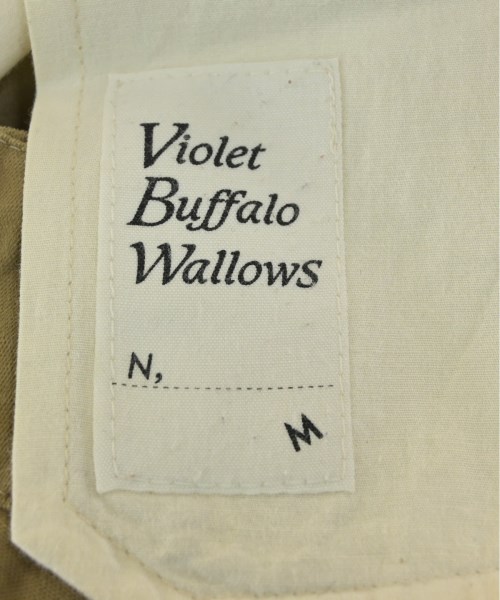 Violet
Buffalo
Wallows
N,
M